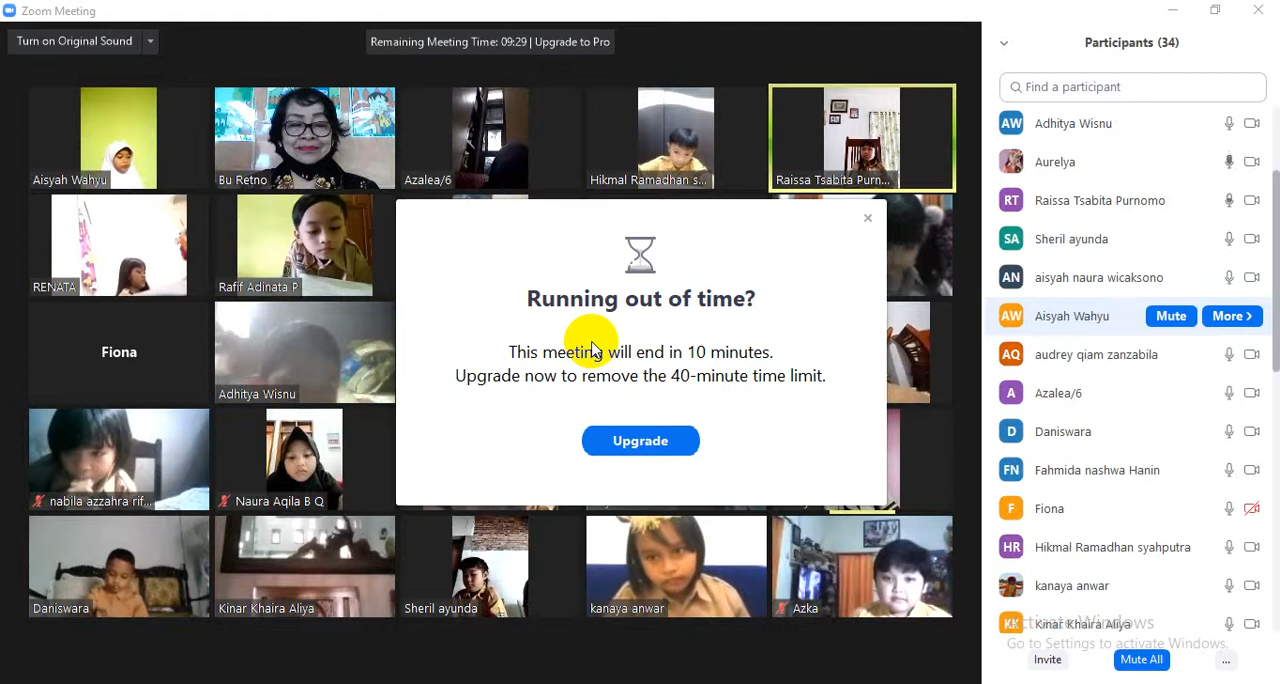 Zoom Meeting
Turn on Original Sound
Remaining Meeting Time: 09:29 | Upgrade to Pro
Aisyah Wahyu
Bu Retno
Azalea/6
Hikmal Ramadhan s...
Raissa Tsabita Purn...
RENATA
Rafif Adinata P
Fiona
Adhitya Wisnu
nabila azzahra rif...
Naura Aqila B Q
Daniswara
Kinar Khaira Aliya
Sheril ayunda
kanaya anwar
Azka
Running out of time?
This meeting will end in 10 minutes.
Upgrade now to remove the 40-minute time limit.
Upgrade
Participants (34)
Find a participant
AW Adhitya Wisnu
Aurelya
RT Raissa Tsabita Purnomo
SA Sheril ayunda
AN aisyah naura wicaksono
AW Aisyah Wahyu Mute More >
AQ audrey qiam zanzabila
A Azalea/6
D Daniswara
FN Fahmida nashwa Hanin
F Fiona
HR Hikmal Ramadhan syahputra
kanaya anwar
KK Kinar Khaira Aliya
Activate Windows
Go to Settings to activate Windows.
Invite
Mute All
...